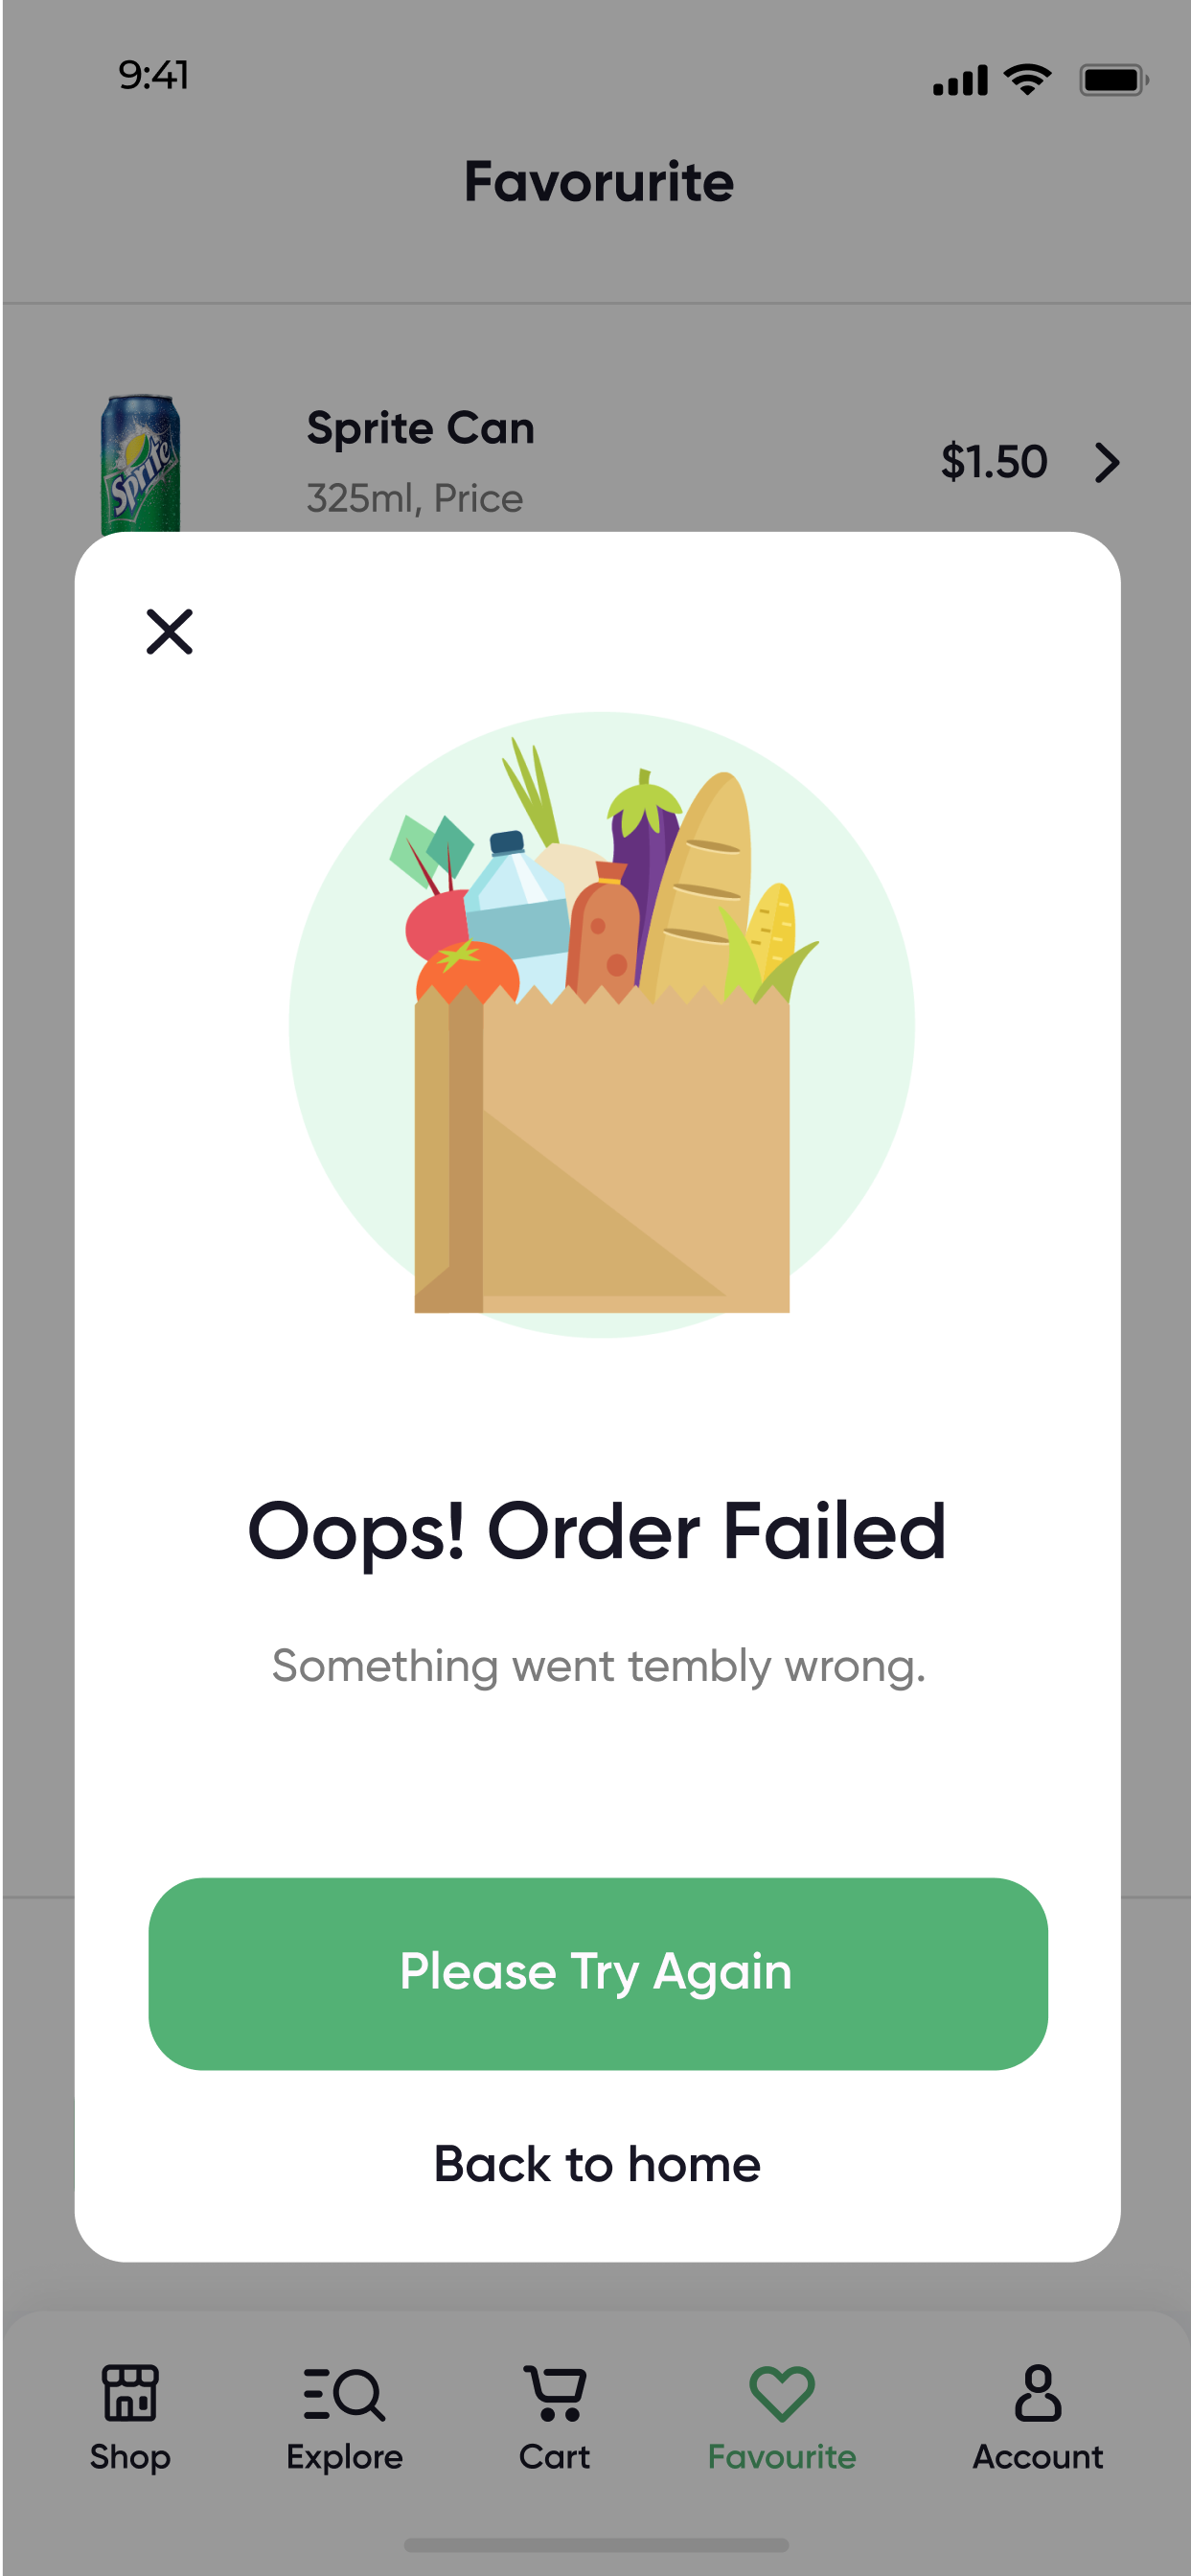 9:41
Favorurite
Sprite Can
$1.50
325ml, Price
Sprite
Oops! Order Failed
Something went tembly wrong.
Please Try Again
Back to home
Shop
Explore
Cart
Favourite
Account